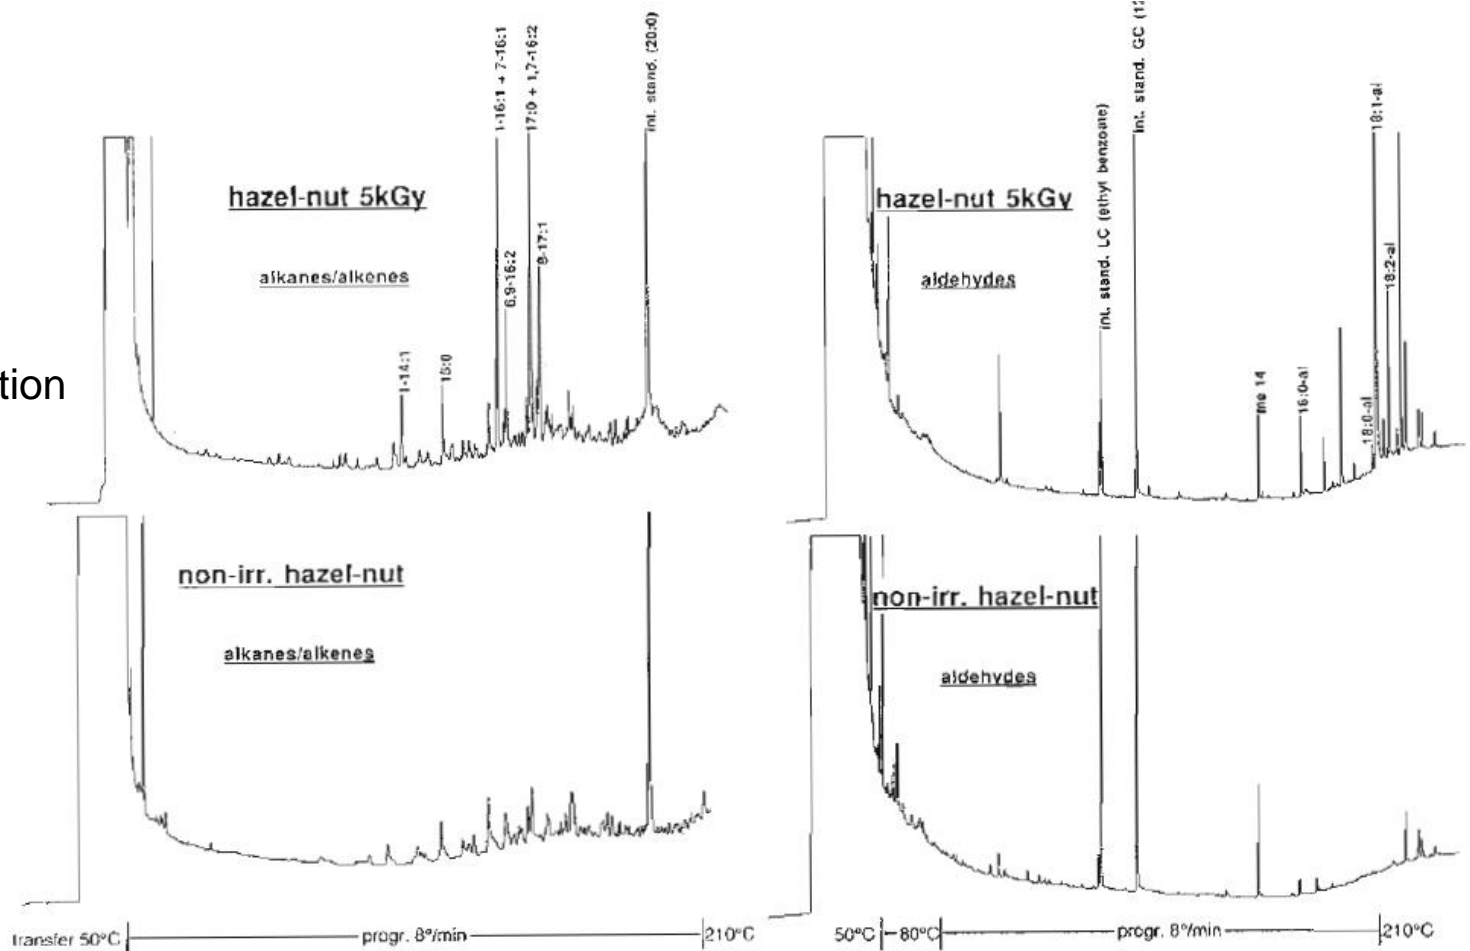 1-16:1 + 7-16:1
17:0 + 1,7-16:2
int. stand. (20:0)
hazel-nut 5kGy
alkanes/alkenes
6,9-16:2
8-17:1
1-14:1
15:0
tion
int. stand. LC (ethyl benzoate)
int. stand. GC (1
18:1-al
hazel-nut 5kGy
aldehydes
18:2-al
me 14
16:0-al
18:0-al
non-irr. hazel-nut
alkanes/alkenes
non-irr. hazel-nut
aldehydes
transfer 50°C
progr. 8°/min
210°C
50°C
80°C
progr. 8°/min
210°C